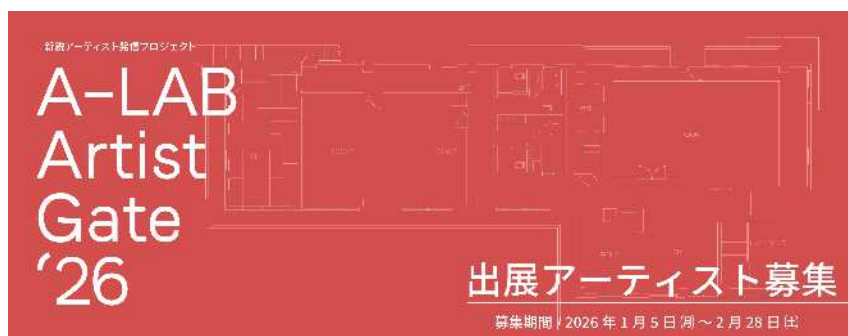 新鋭アーティスト発信プロジェクト
A-LAB
Artist
Gate
‘26
出展アーティスト募集
募集期間 / 2026年1月5日㈪〜2月28日㈯